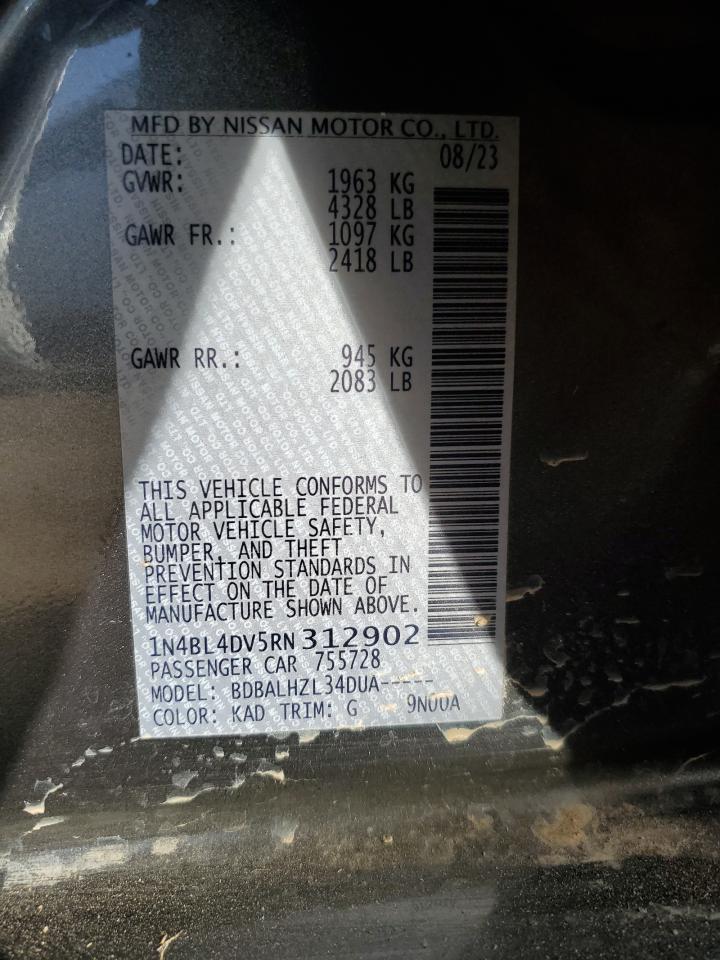 MFD BY NISSAN MOTOR CO., LTD.
DATE: 08/23
GVWR: 1963 KG
4328 LB
GAWR FR.: 1097 KG
2418 LB
GAWR RR.: 945 KG
2083 LB
THIS VEHICLE CONFORMS TO
ALL APPLICABLE FEDERAL
MOTOR VEHICLE SAFETY,
BUMPER, AND THEFT
PREVENTION STANDARDS IN
EFFECT ON THE DATE OF
MANUFACTURE SHOWN ABOVE.
1N4BL4DV5RN312902
PASSENGER CAR 755728
MODEL: BDBALHZL34DUA-----
COLOR: KAD TRIM: G 9N00A